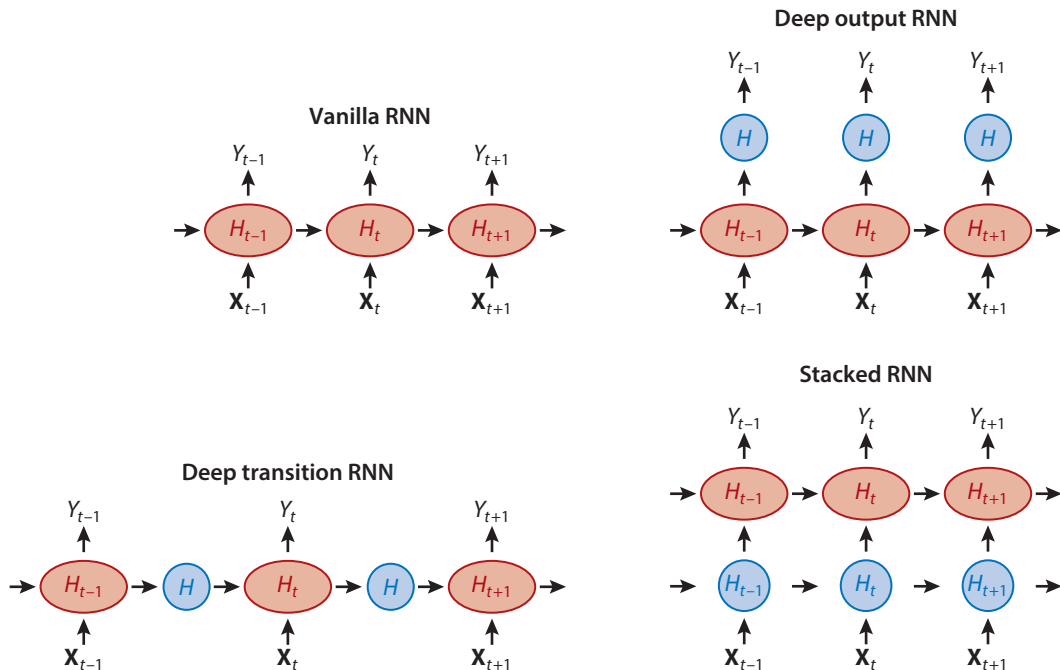 Vanilla RNN
Y_{t–1} Y_t Y_{t+1}
H_{t–1} H_t H_{t+1}
X_{t–1} X_t X_{t+1}
Deep output RNN
Y_{t–1} Y_t Y_{t+1}
H H H
H_{t–1} H_t H_{t+1}
X_{t–1} X_t X_{t+1}
Deep transition RNN
Y_{t–1} Y_t Y_{t+1}
H_{t–1} H H_t H H_{t+1}
X_{t–1} X_t X_{t+1}
Stacked RNN
Y_{t–1} Y_t Y_{t+1}
H_{t–1} H_t H_{t+1}
H_{t–1} H_t H_{t+1}
X_{t–1} X_t X_{t+1}